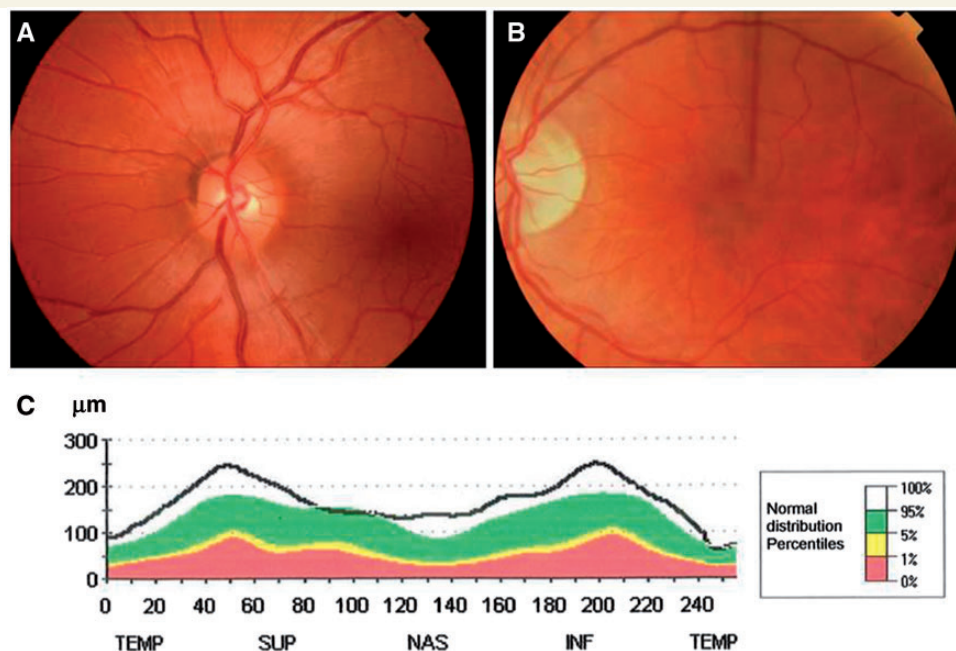 A
B
C
µm
300
200
100
0
0 20 40 60 80 100 120 140 160 180 200 220 240
TEMP SUP NAS INF TEMP
Normal
distribution
Percentiles
100%
95%
5%
1%
0%